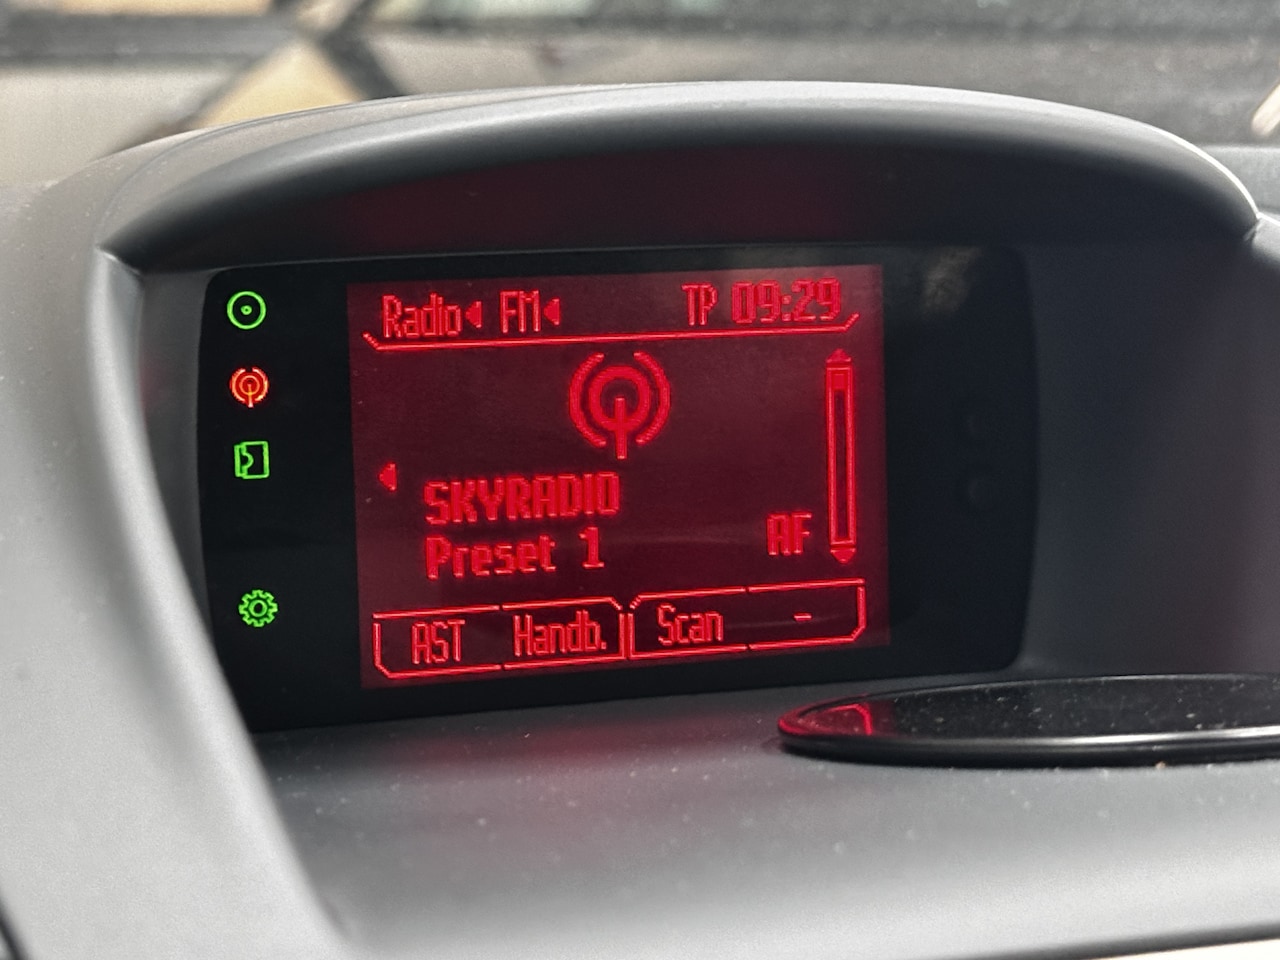 Radio FM TP 09:29
SKYRADIO
Preset 1 AF
AST Handb. Scan -